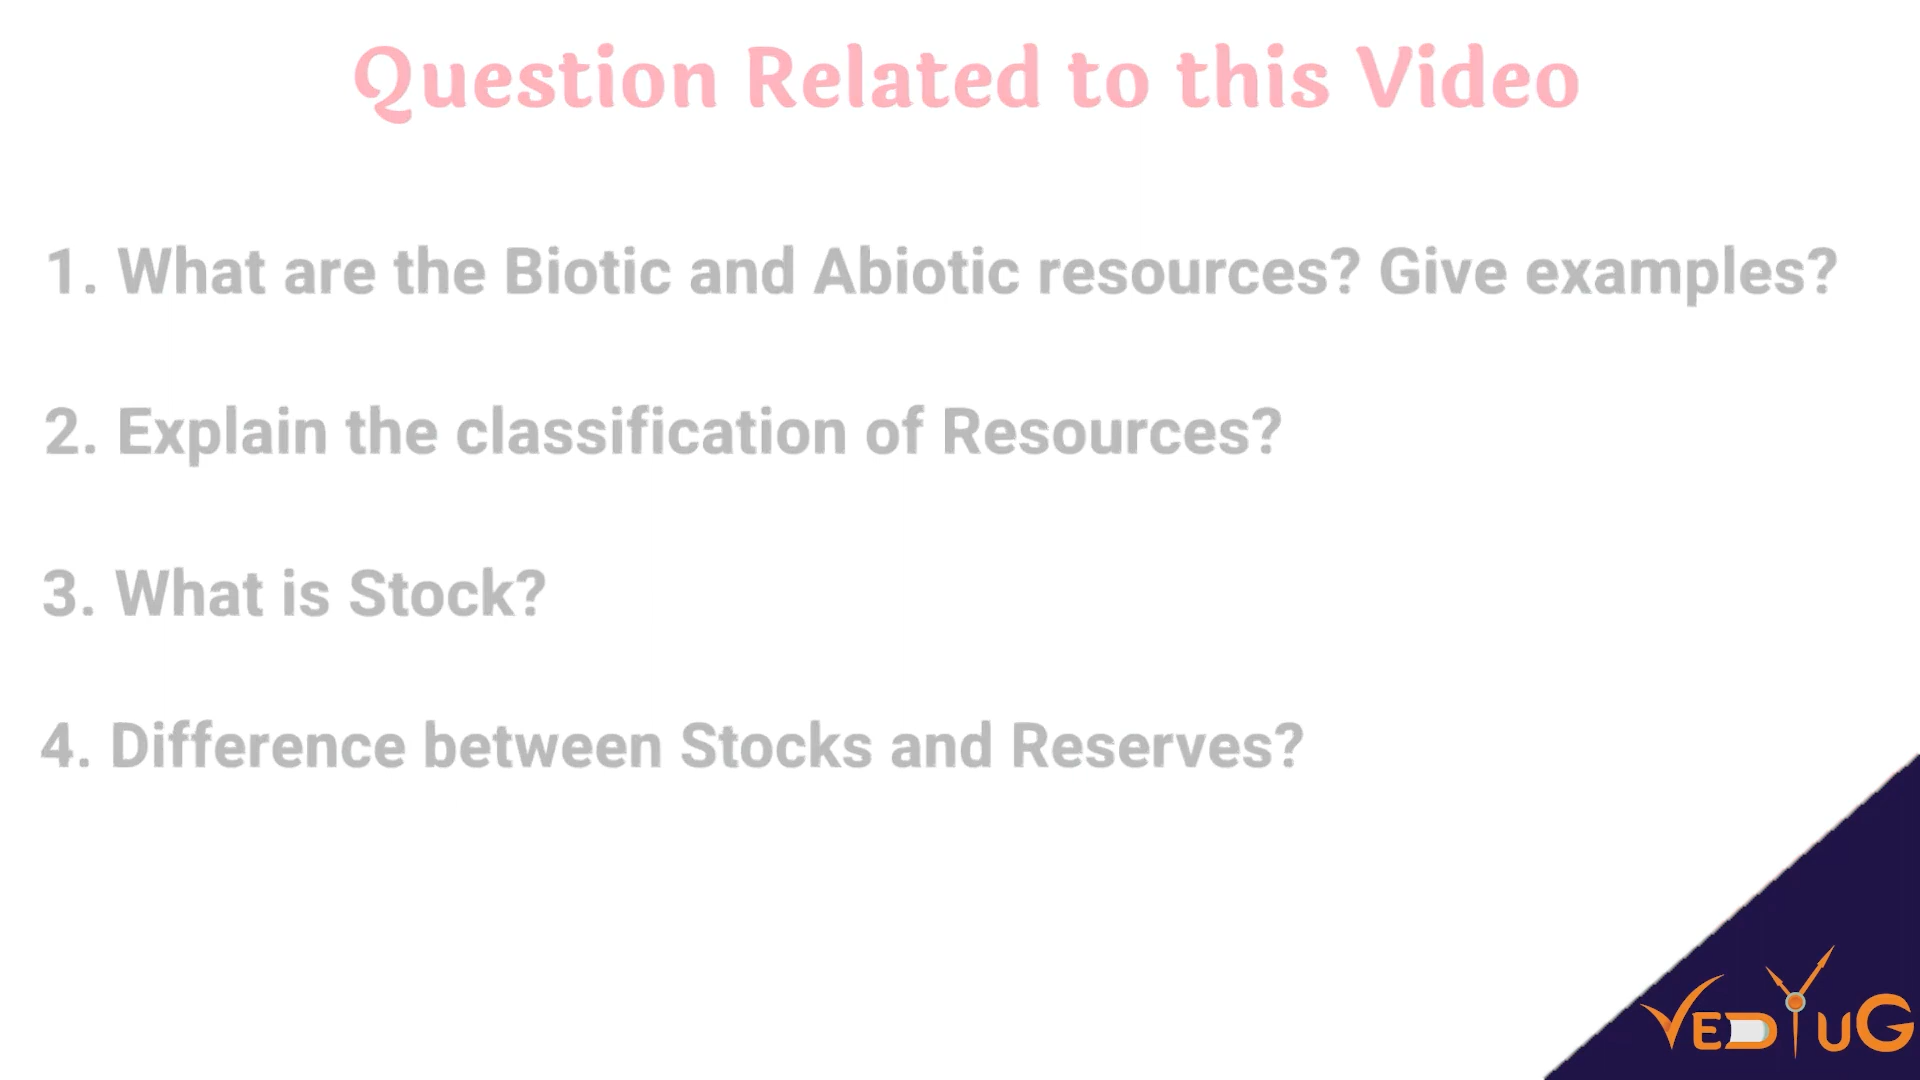 Question Related to this Video
1. What are the Biotic and Abiotic resources? Give examples?
2. Explain the classification of Resources?
3. What is Stock?
4. Difference between Stocks and Reserves?
VEDYUG